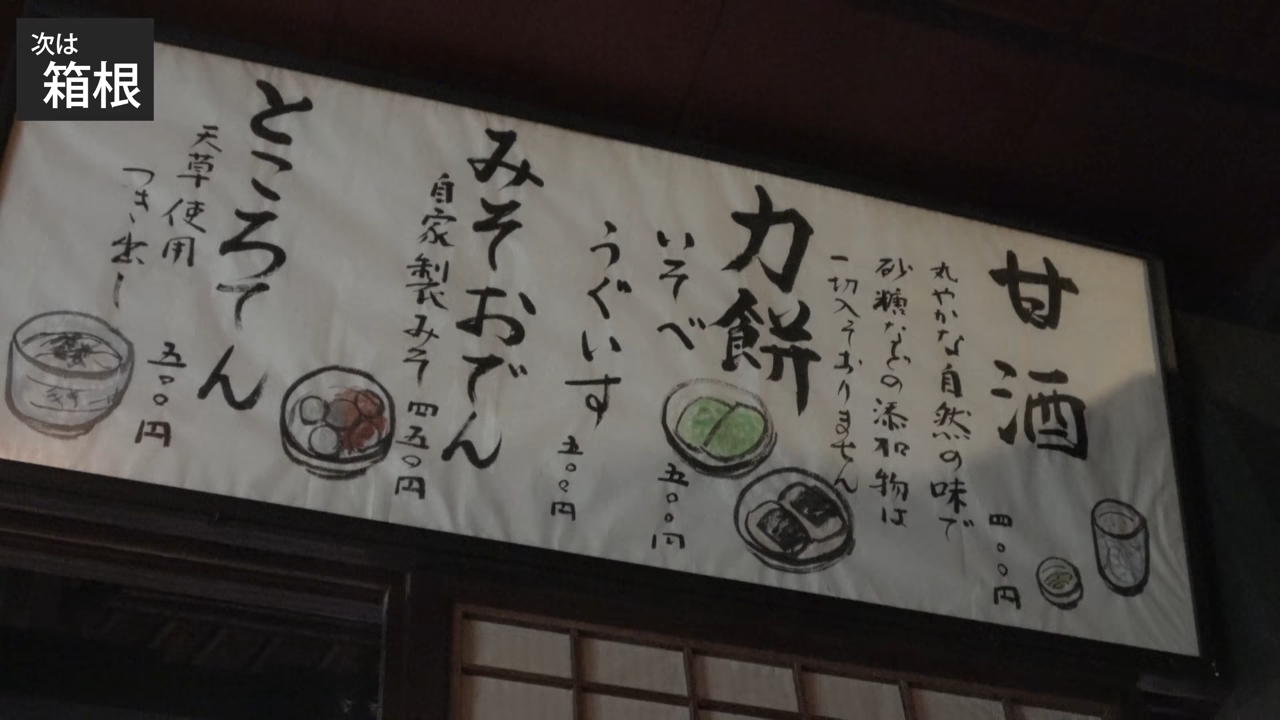 次は
箱根
甘酒
丸やかな自然の味で
砂糖などの添加物は
一切入っておりません
四〇〇円
力餅
いそべ
五〇〇円
うぐいす
五〇〇円
みそおでん
自家製みそ
四五〇円
ところてん
天草使用
つき出し
五〇〇円